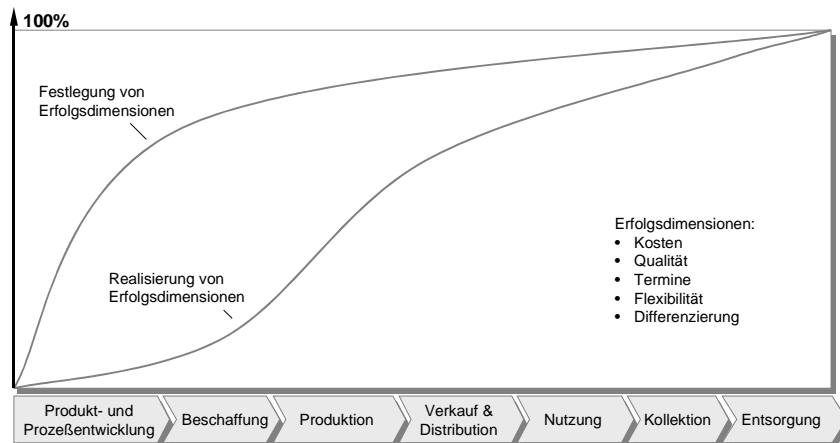 100%
Festlegung von
Erfolgsdimensionen
Realisierung von
Erfolgsdimensionen
Erfolgsdimensionen:
• Kosten
• Qualität
• Termine
• Flexibilität
• Differenzierung
Produkt- und
Prozeßentwicklung
Beschaffung
Produktion
Verkauf &
Distribution
Nutzung
Kollektion
Entsorgung